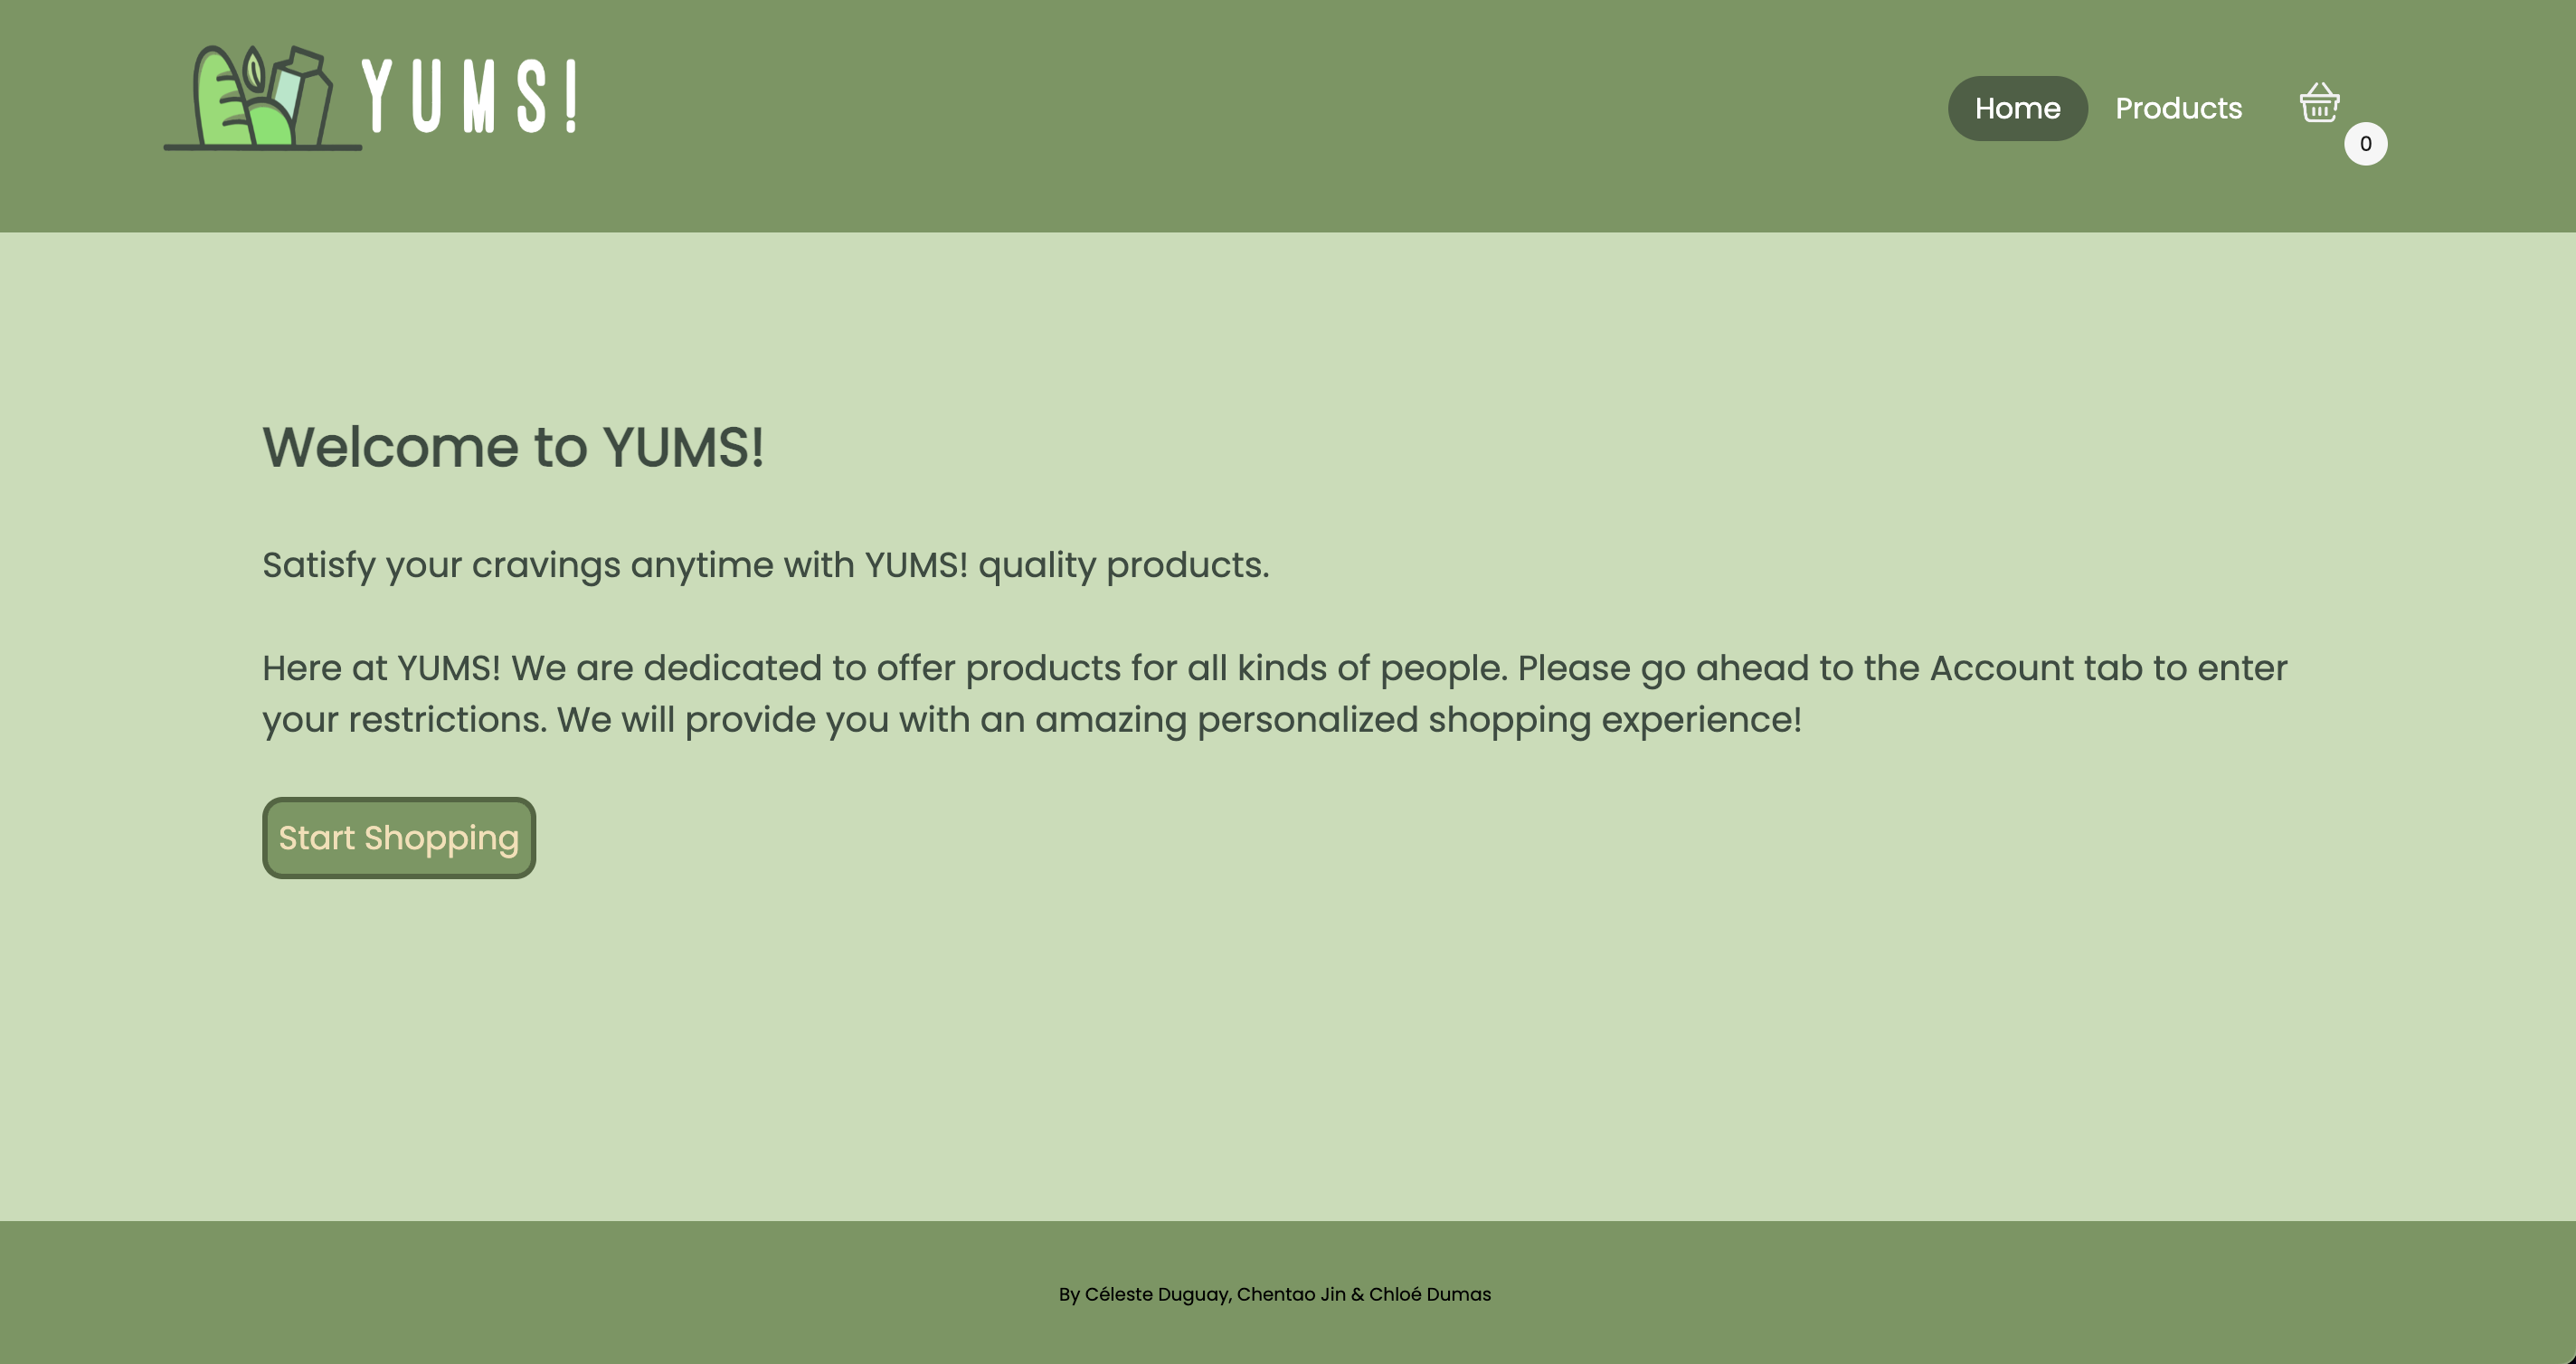 YUMS!
Home
Products
0
Welcome to YUMS!
Satisfy your cravings anytime with YUMS! quality products.
Here at YUMS! We are dedicated to offer products for all kinds of people. Please go ahead to the Account tab to enter
your restrictions. We will provide you with an amazing personalized shopping experience!
Start Shopping
By Céleste Duguay, Chentao Jin & Chloé Dumas